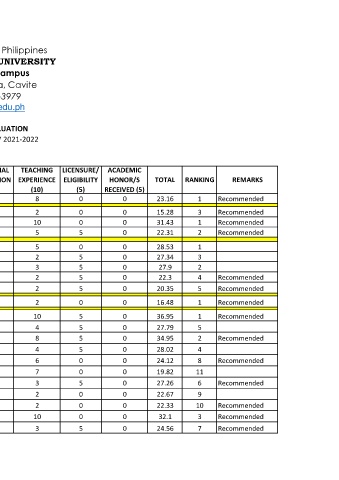 Philippines
UNIVERSITY
ampus
a, Cavite
-3979
edu.ph
LUATION
2021-2022
AL TEACHING LICENSURE/ ACADEMIC TOTAL RANKING REMARKS
ION EXPERIENCE ELIGIBILITY HONOR/S
(10) (5) RECEIVED (5)
8 0 0 23.16 1 Recommended
2 0 0 15.28 3 Recommended
10 0 0 31.43 1 Recommended
5 5 0 22.31 2 Recommended
5 0 0 28.53 1
2 5 0 27.34 3
3 5 0 27.9 2
2 5 0 22.3 4 Recommended
2 5 0 20.35 5 Recommended
2 0 0 16.48 1 Recommended
10 5 0 36.95 1 Recommended
4 5 0 27.79 5
8 5 0 34.95 2 Recommended
4 5 0 28.02 4
6 0 0 24.12 8 Recommended
7 0 0 19.82 11
3 5 0 27.26 6 Recommended
2 0 0 22.67 9
2 0 0 22.33 10 Recommended
10 0 0 32.1 3 Recommended
3 5 0 24.56 7 Recommended